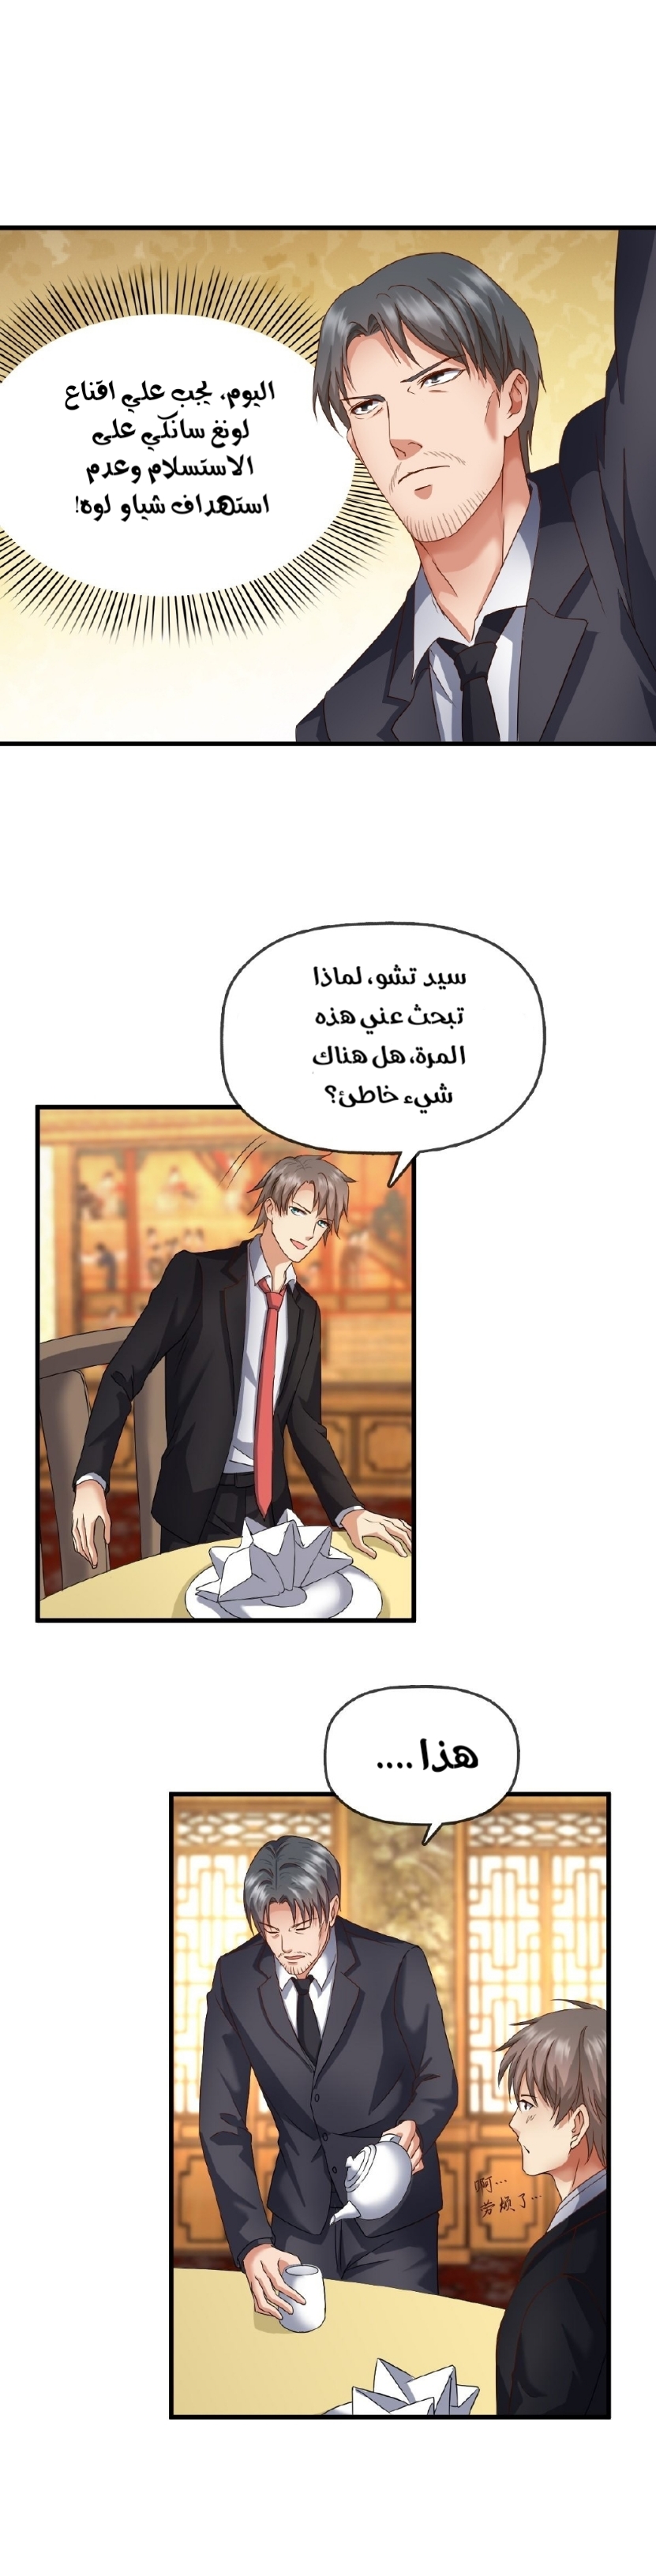 اليوم، يجب علي اقناع
لونغ سانكي على
الاستسلام وعدم
استهداف شياو لوه!
سيد تشو، لماذا
تبحث عني هذه
المرة، هل هناك
شيء خاطئ؟
هذا ....
啊…
劳烦了…